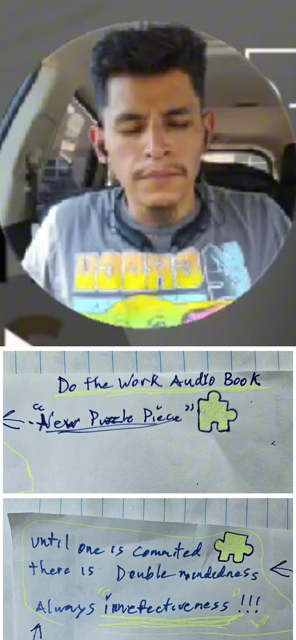 Do the Work Audio Book
"New Puzzle Piece"
until one is commited
there is Double mindedness
Always "innefectiveness"!!!